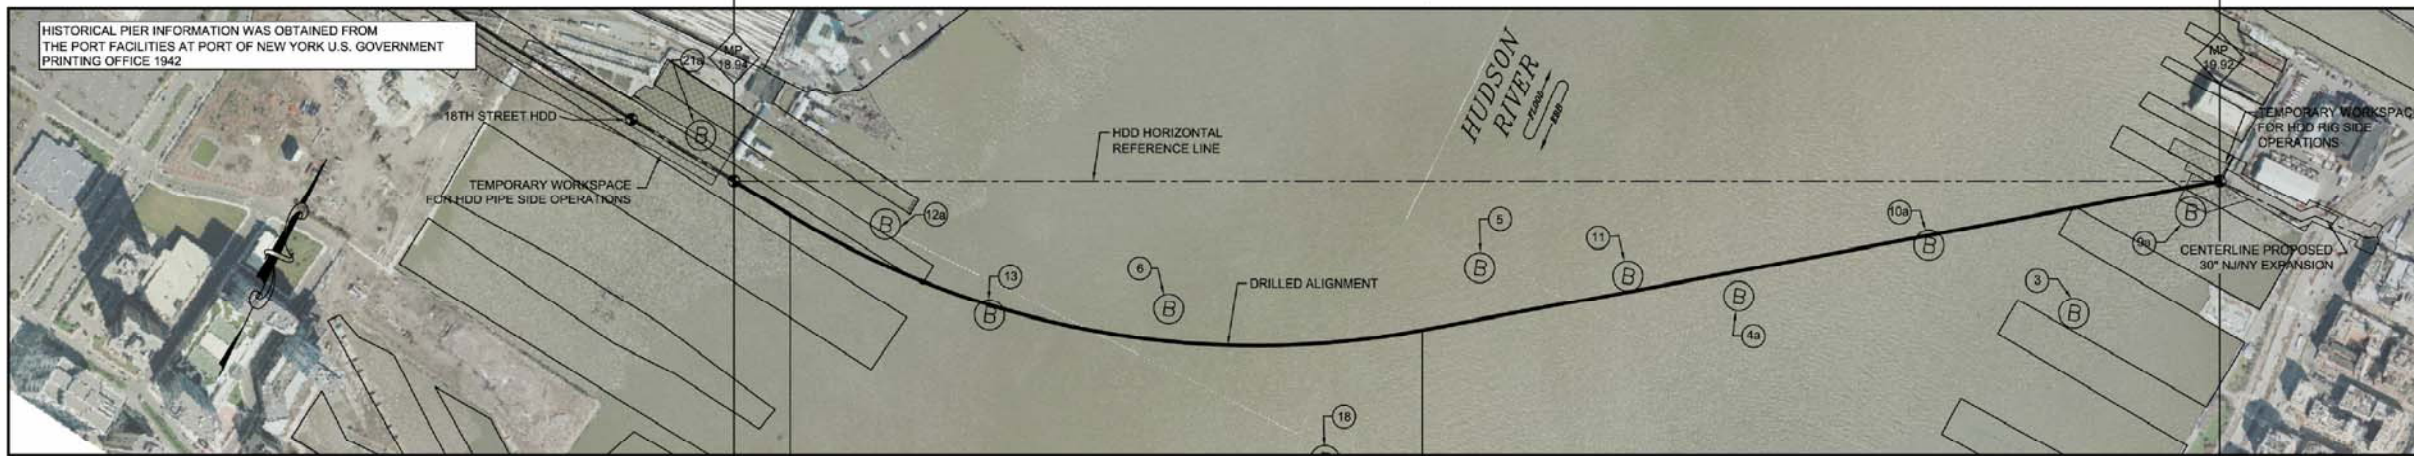 HISTORICAL PIER INFORMATION WAS OBTAINED FROM
THE PORT FACILITIES AT PORT OF NEW YORK U.S. GOVERNMENT
PRINTING OFFICE 1942
MP
18.94
21a
18TH STREET HDD
TEMPORARY WORKSPACE
FOR HDD PIPE SIDE OPERATIONS
B
B
12a
HDD HORIZONTAL
REFERENCE LINE
HUDSON
RIVER
FLOOD
EBB
13
B
6
B
DRILLED ALIGNMENT
5
B
11
B
B
4a
10a
B
18
3
B
MP
19.92
TEMPORARY WORKSPACE
FOR HDD RIG SIDE
OPERATIONS
B
9a
CENTERLINE PROPOSED
30" NJ/NY EXPANSION